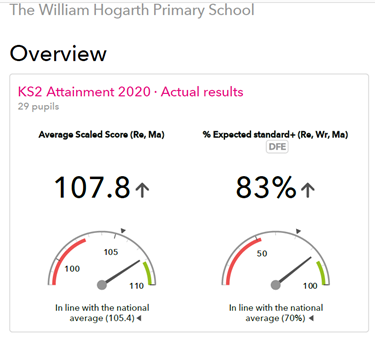 The William Hogarth Primary School
Overview
KS2 Attainment 2020 · Actual results
29 pupils
Average Scaled Score (Re, Ma)
% Expected standard+ (Re, Wr, Ma)
DFE
107.8↑
83%↑
105
100
110
50
100
In line with the national
average (105.4) ◀
In line with the national
average (70%) ◀